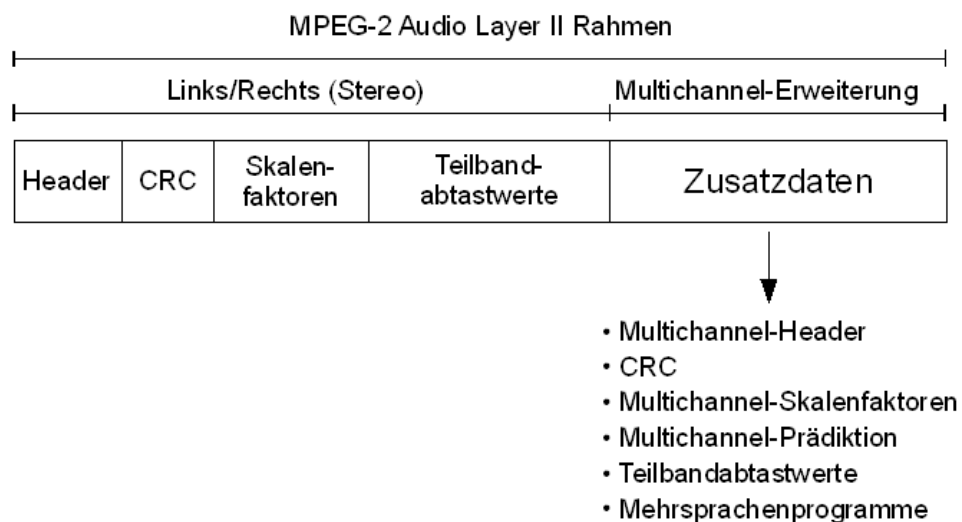 MPEG-2 Audio Layer II Rahmen
Links/Rechts (Stereo)
Multichannel-Erweiterung
Header
CRC
Skalen-
faktoren
Teilband-
abtastwerte
Zusatzdaten
• Multichannel-Header
• CRC
• Multichannel-Skalenfaktoren
• Multichannel-Prädiktion
• Teilbandabtastwerte
• Mehrsprachenprogramme